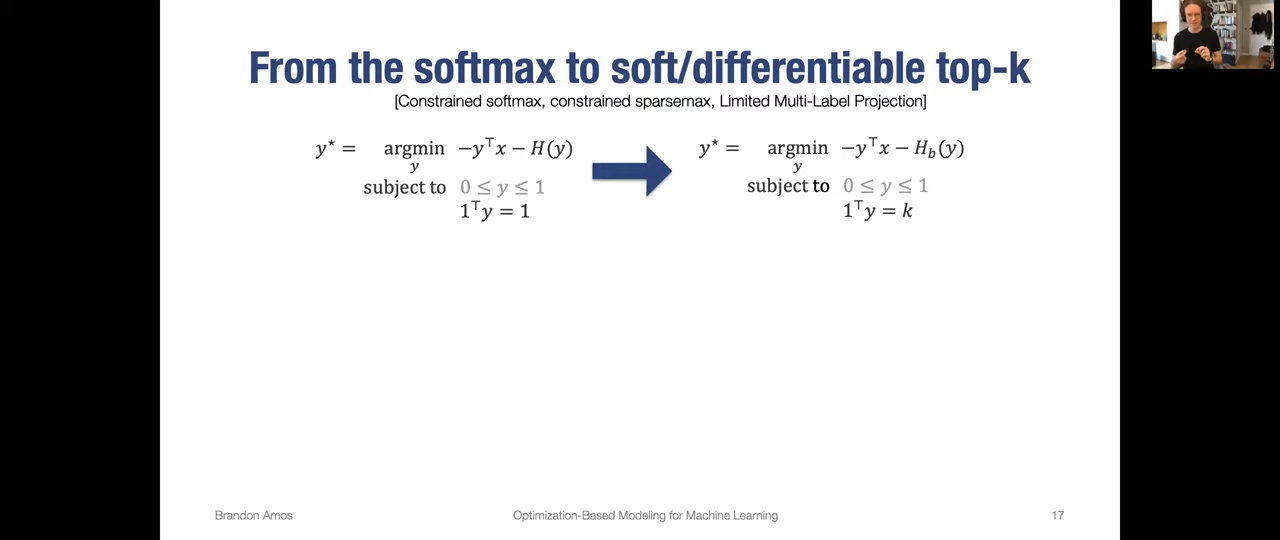 From the softmax to soft/differentiable top-k
[Constrained softmax, constrained sparsemax, Limited Multi-Label Projection]
y⋆ = argmin −y⊤x − H(y)
y
subject to 0 ≤ y ≤ 1
1⊤y = 1
y⋆ = argmin −y⊤x − H_b(y)
y
subject to 0 ≤ y ≤ 1
1⊤y = k
Brandon Amos
Optimization-Based Modeling for Machine Learning
17